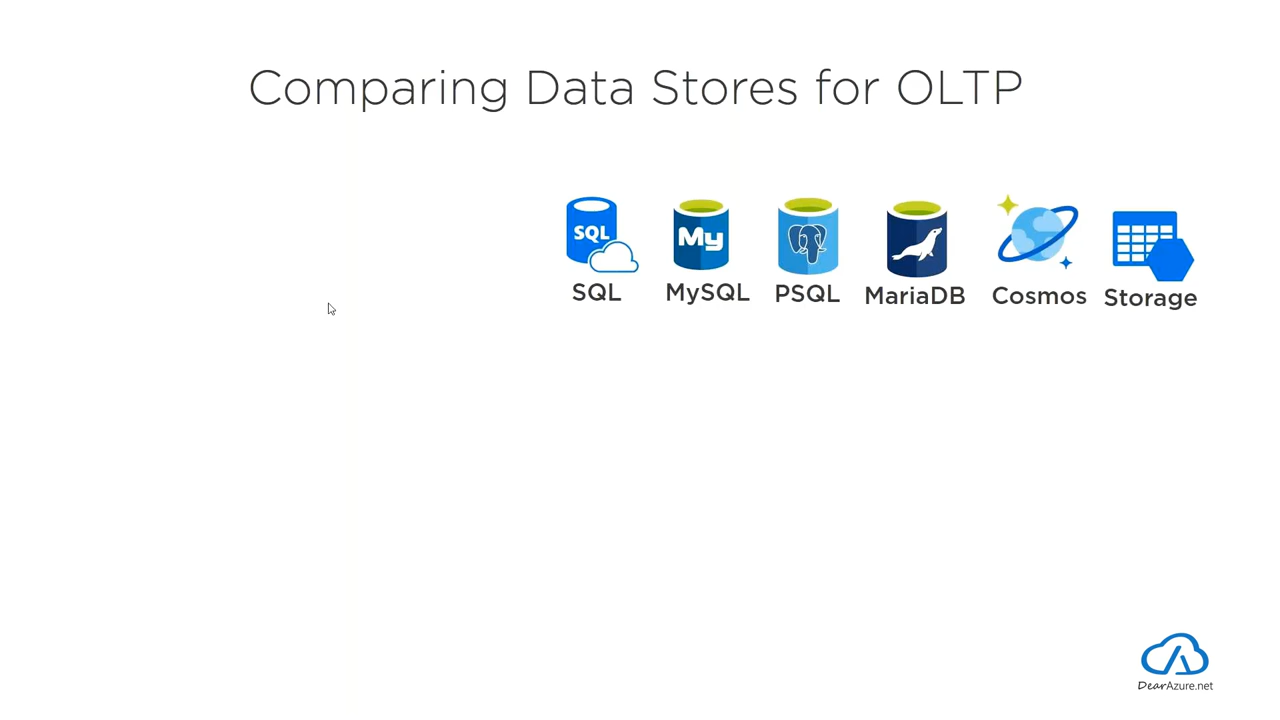 Comparing Data Stores for OLTP
SQL
My
SQL MySQL PSQL MariaDB Cosmos Storage
DearAzure.net